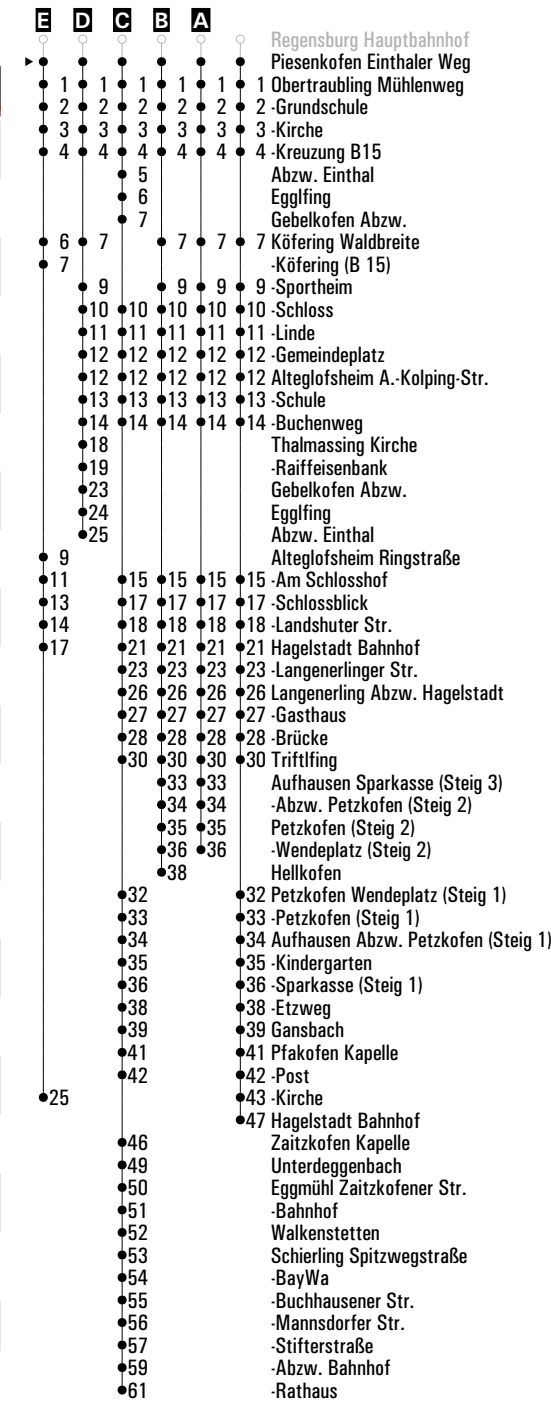 E D C B A
Regensburg Hauptbahnhof
Piesenkofen Einthaler Weg
1 1 1 1 1 1 Obertraubling Mühlenweg
2 2 2 2 2 2 -Grundschule
3 3 3 3 3 3 -Kirche
4 4 4 4 4 4 -Kreuzung B15
5 Abzw. Einthal
6 Egglfing
7 Gebelkofen Abzw.
6 7 7 7 7 Köfering Waldbreite
7 -Köfering (B 15)
9 9 9 9 -Sportheim
10 10 10 10 10 -Schloss
11 11 11 11 11 -Linde
12 12 12 12 12 -Gemeindeplatz
12 12 12 12 12 Alteglofsheim A.-Kolping-Str.
13 13 13 13 13 -Schule
14 14 14 14 14 -Buchenweg
18 Thalmassing Kirche
19 -Raiffeisenbank
23 Gebelkofen Abzw.
24 Egglfing
25 Abzw. Einthal
9 Alteglofsheim Ringstraße
11 15 15 15 15 -Am Schlosshof
13 17 17 17 17 -Schlossblick
14 18 18 18 18 -Landshuter Str.
17 21 21 21 21 Hagelstadt Bahnhof
23 23 23 23 -Langenerlinger Str.
26 26 26 26 Langenerling Abzw. Hagelstadt
27 27 27 27 -Gasthaus
28 28 28 28 -Brücke
30 30 30 30 Triftlfing
33 33 Aufhausen Sparkasse (Steig 3)
34 34 -Abzw. Petzkofen (Steig 2)
35 35 Petzkofen (Steig 2)
36 36 -Wendeplatz (Steig 2)
38 Hellkofen
32 32 Petzkofen Wendeplatz (Steig 1)
33 33 -Petzkofen (Steig 1)
34 34 Aufhausen Abzw. Petzkofen (Steig 1)
35 35 -Kindergarten
36 36 -Sparkasse (Steig 1)
38 38 -Etzweg
39 39 Gansbach
41 41 Pfakofen Kapelle
42 42 -Post
25 43 -Kirche
47 Hagelstadt Bahnhof
46 Zaitzkofen Kapelle
49 Unterdeggenbach
50 Eggmühl Zaitzkofener Str.
51 -Bahnhof
52 Walkenstetten
53 Schierling Spitzwegstraße
54 -BayWa
55 -Buchhausener Str.
56 -Mannsdorfer Str.
57 -Stifterstraße
59 -Abzw. Bahnhof
61 -Rathaus